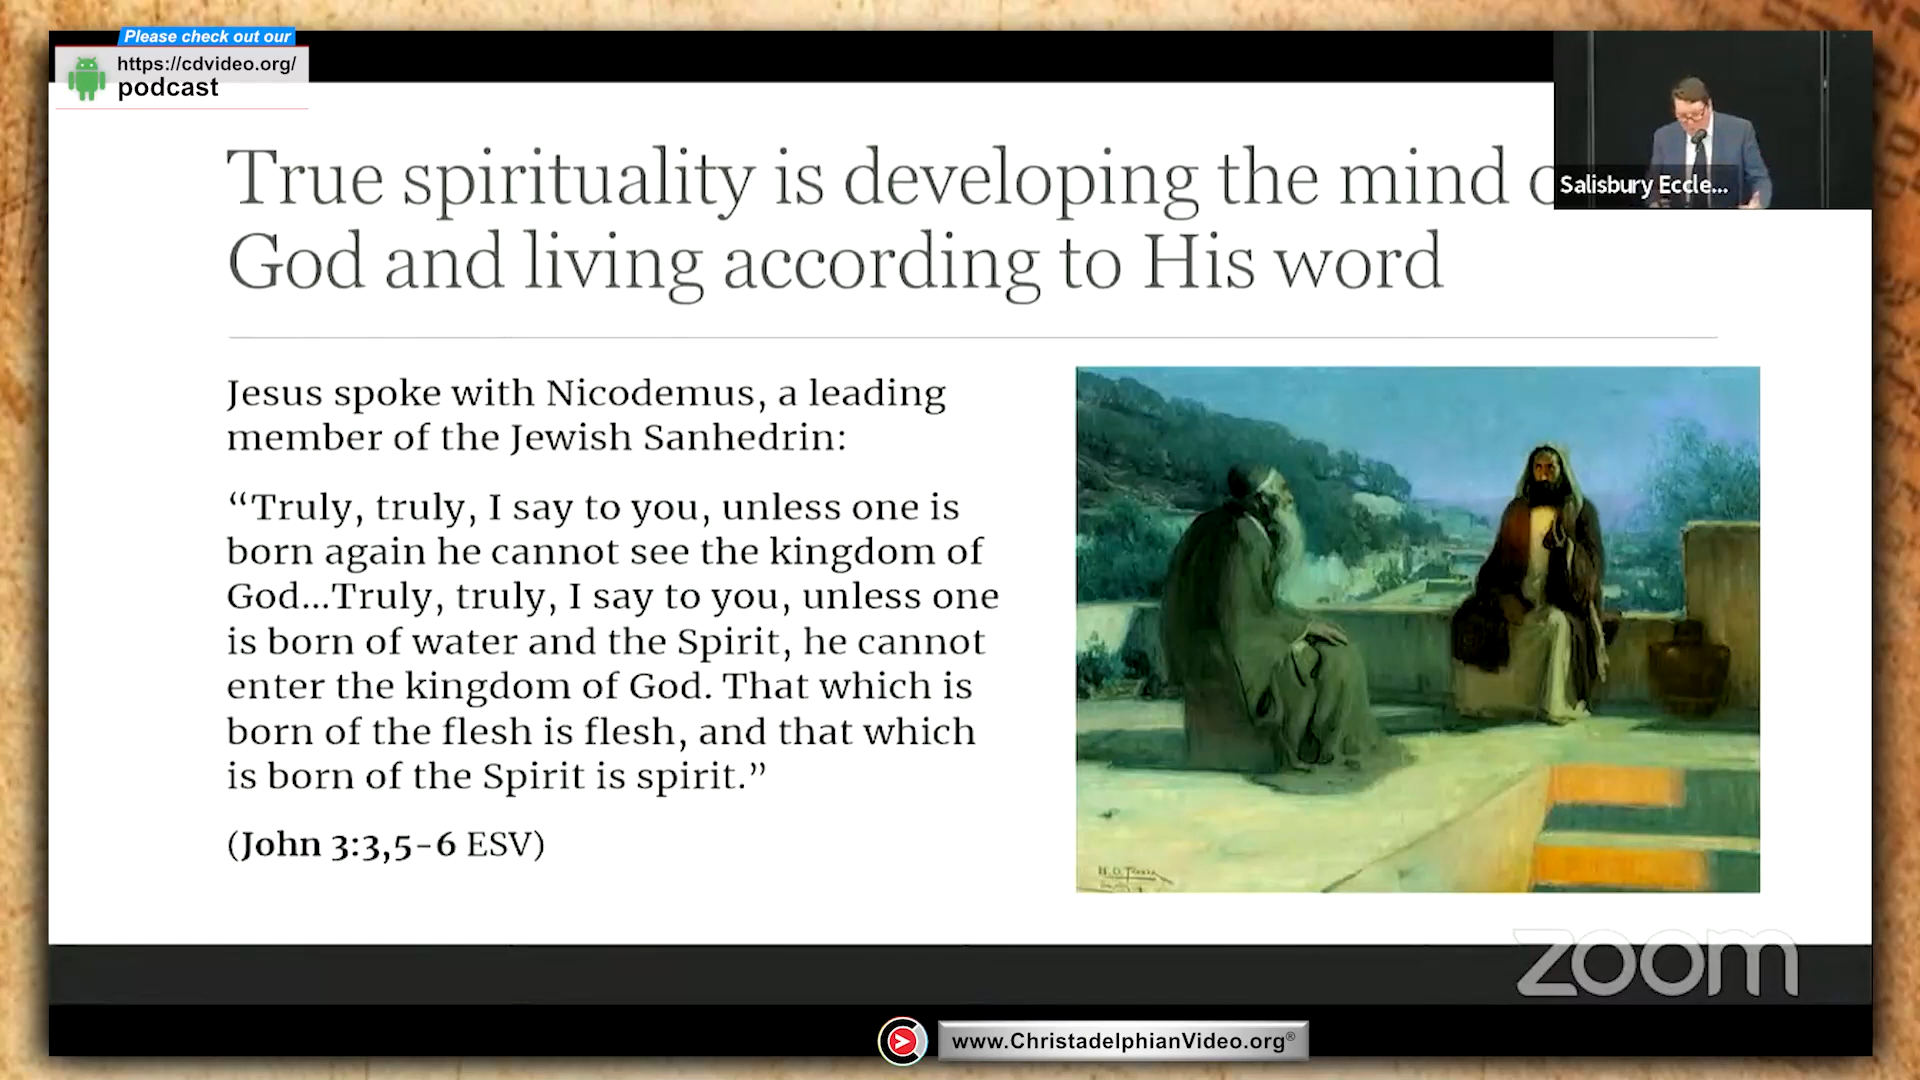 Please check out our
https://cdvideo.org/
podcast
True spirituality is developing the mind
God and living according to His word
Salisbury Eccle...
Jesus spoke with Nicodemus, a leading
member of the Jewish Sanhedrin:
“Truly, truly, I say to you, unless one is
born again he cannot see the kingdom of
God...Truly, truly, I say to you, unless one
is born of water and the Spirit, he cannot
enter the kingdom of God. That which is
born of the flesh is flesh, and that which
is born of the Spirit is spirit.”
(John 3:3,5-6 ESV)
zoom
www.ChristadelphianVideo.org®